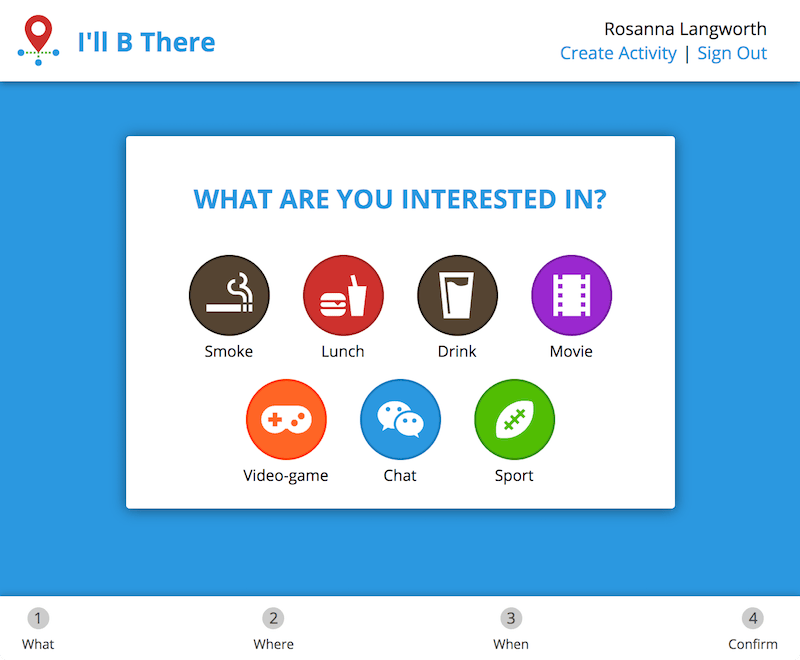 I'll B There
Rosanna Langworth
Create Activity | Sign Out
WHAT ARE YOU INTERESTED IN?
Smoke
Lunch
Drink
Movie
Video-game
Chat
Sport
1
What
2
Where
3
When
4
Confirm